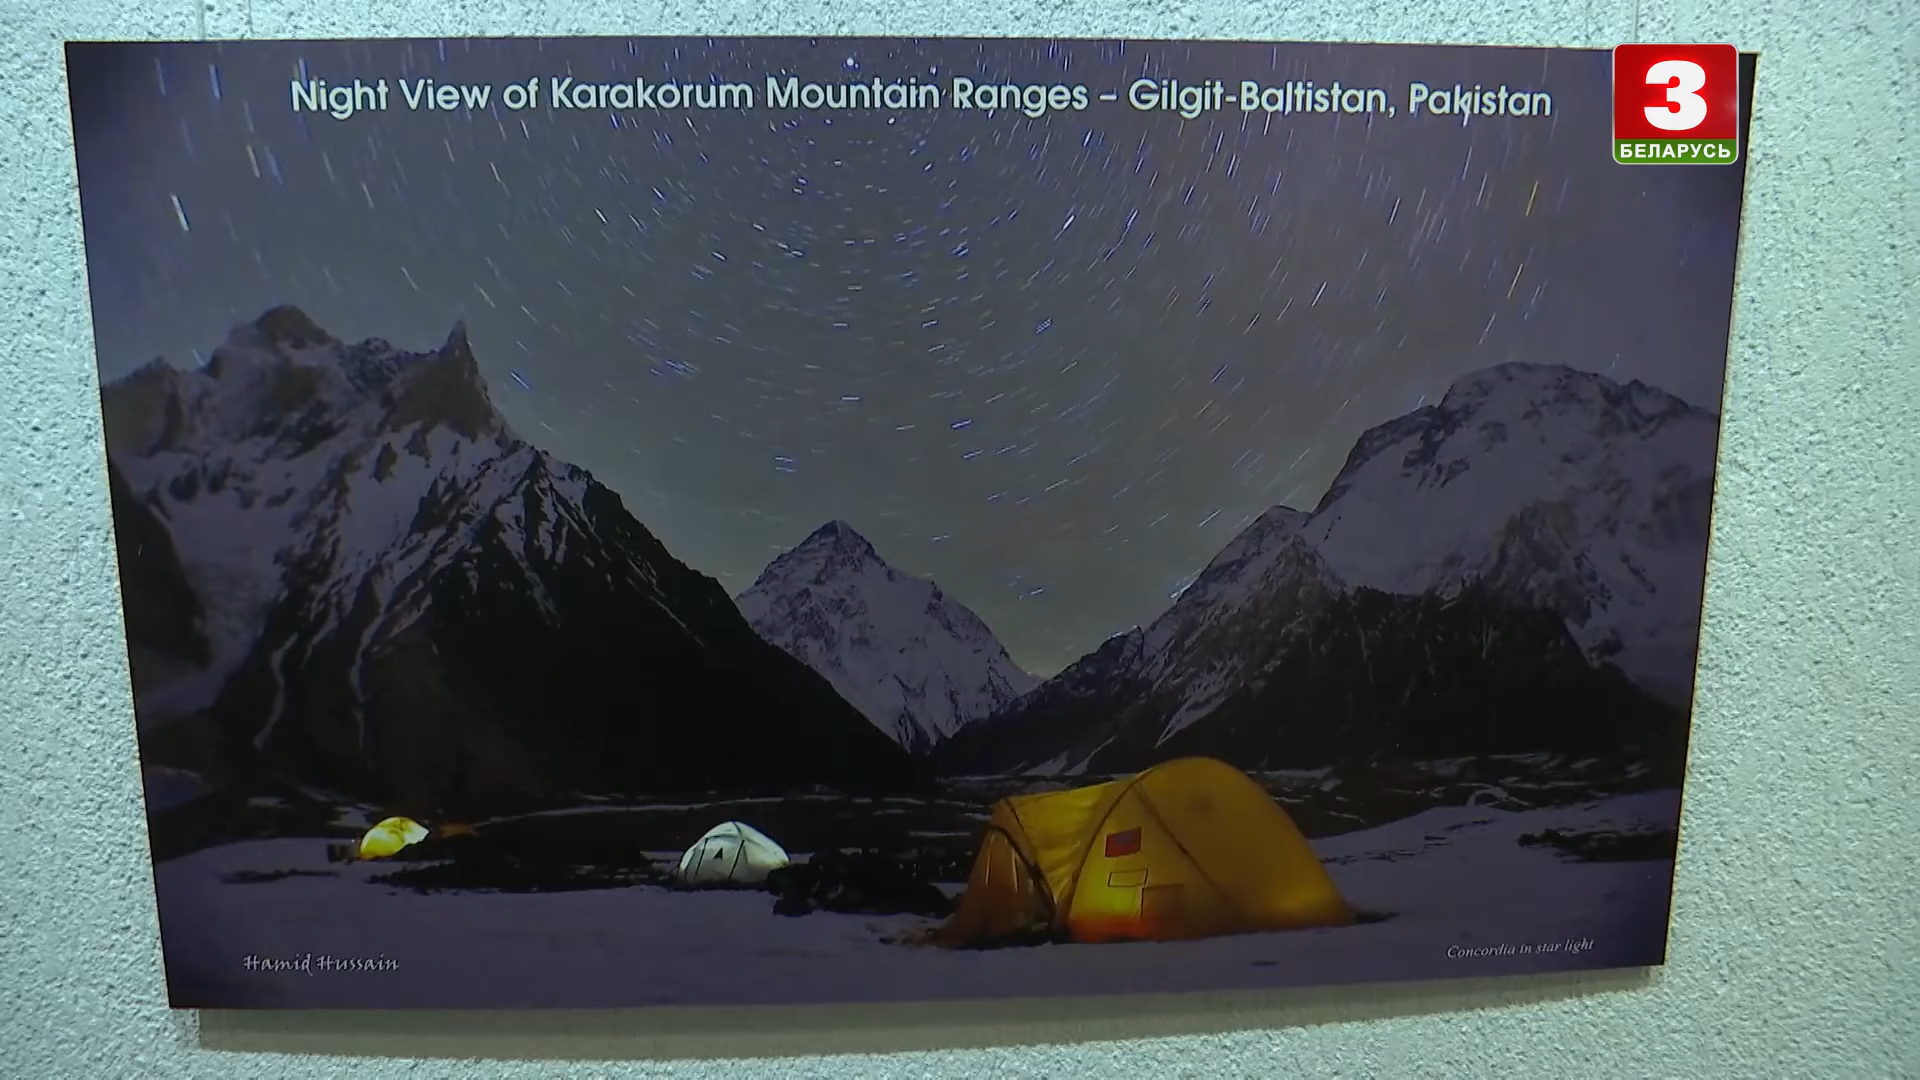 Night View of Karakorum Mountain Ranges – Gilgit-Baltistan, Pakistan
3
БЕЛАРУСЬ
Hamid Hussain
Concordia in star light